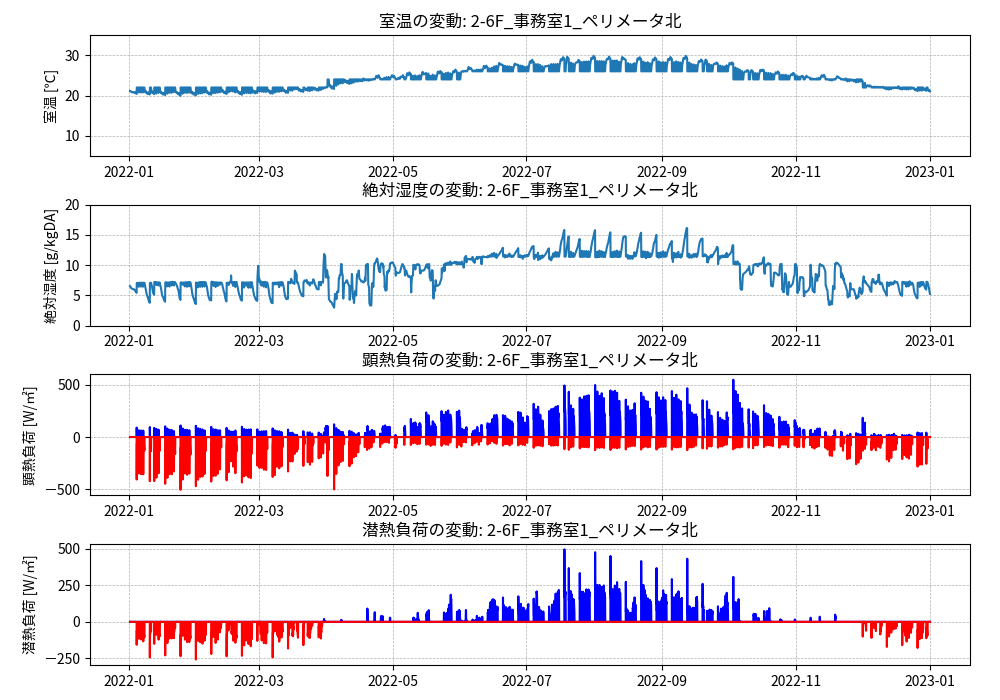 室温の変動: 2-6F_事務室1_ペリメータ北
室温 [℃]
30
20
10
2022-01 2022-03 2022-05 2022-07 2022-09 2022-11 2023-01
絶対湿度の変動: 2-6F_事務室1_ペリメータ北
絶対湿度 [g/kgDA]
20
15
10
5
0
2022-01 2022-03 2022-05 2022-07 2022-09 2022-11 2023-01
顕熱負荷の変動: 2-6F_事務室1_ペリメータ北
顕熱負荷 [W/㎡]
500
0
−500
2022-01 2022-03 2022-05 2022-07 2022-09 2022-11 2023-01
潜熱負荷の変動: 2-6F_事務室1_ペリメータ北
潜熱負荷 [W/㎡]
500
250
0
−250
2022-01 2022-03 2022-05 2022-07 2022-09 2022-11 2023-01